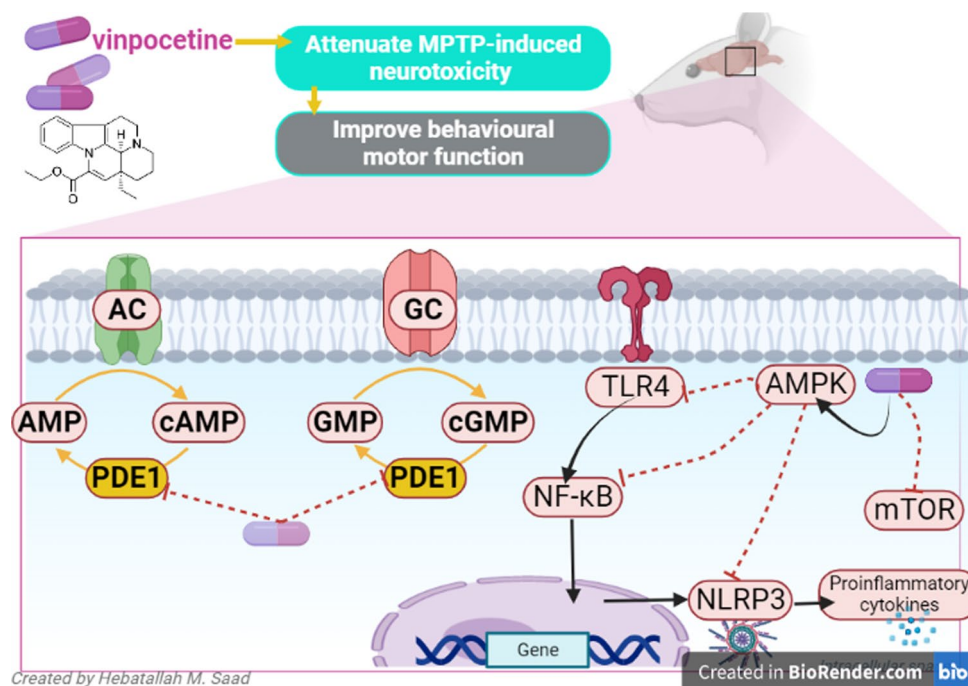 vinpocetine
Attenuate MPTP-induced
neurotoxicity
Improve behavioural
motor function
H
N
N
O
O
AC
GC
TLR4
AMPK
AMP
cAMP
GMP
cGMP
PDE1
PDE1
NF-κB
mTOR
NLRP3
Proinflammatory
cytokines
Gene
Created by Hebatallah M. Saad
Created in BioRender.com
bio